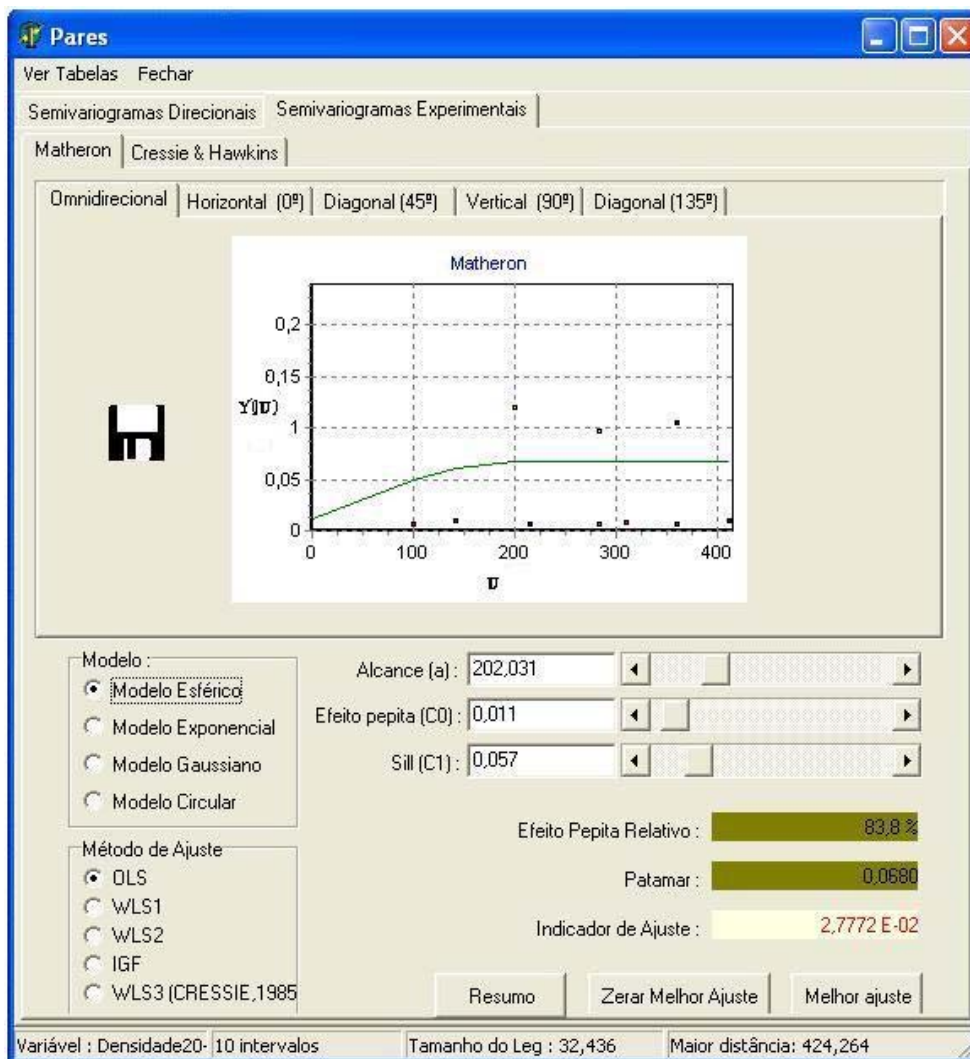 Pares
Ver Tabelas Fechar
Semivariogramas Direcionais Semivariogramas Experimentais
Matheron Cressie & Hawkins
Omnidirecional Horizontal (0º) Diagonal (45º) Vertical (90º) Diagonal (135º)
Matheron
0,2
0,15
Y(U)
1
0,05
0
0 100 200 300 400
U
Modelo :
Modelo Esférico
Modelo Exponencial
Modelo Gaussiano
Modelo Circular
Alcance (a) : 202,031
Efeito pepita (C0) : 0,011
Sill (C1) : 0,057
Efeito Pepita Relativo : 83,8 %
Patamar : 0,0680
Indicador de Ajuste : 2,7772 E-02
Método de Ajuste
OLS
WLS1
WLS2
IGF
WLS3 (CRESSIE,1985
Resumo Zerar Melhor Ajuste Melhor ajuste
Variável : Densidade20- 10 intervalos Tamanho do Leg : 32,436 Maior distância: 424,264